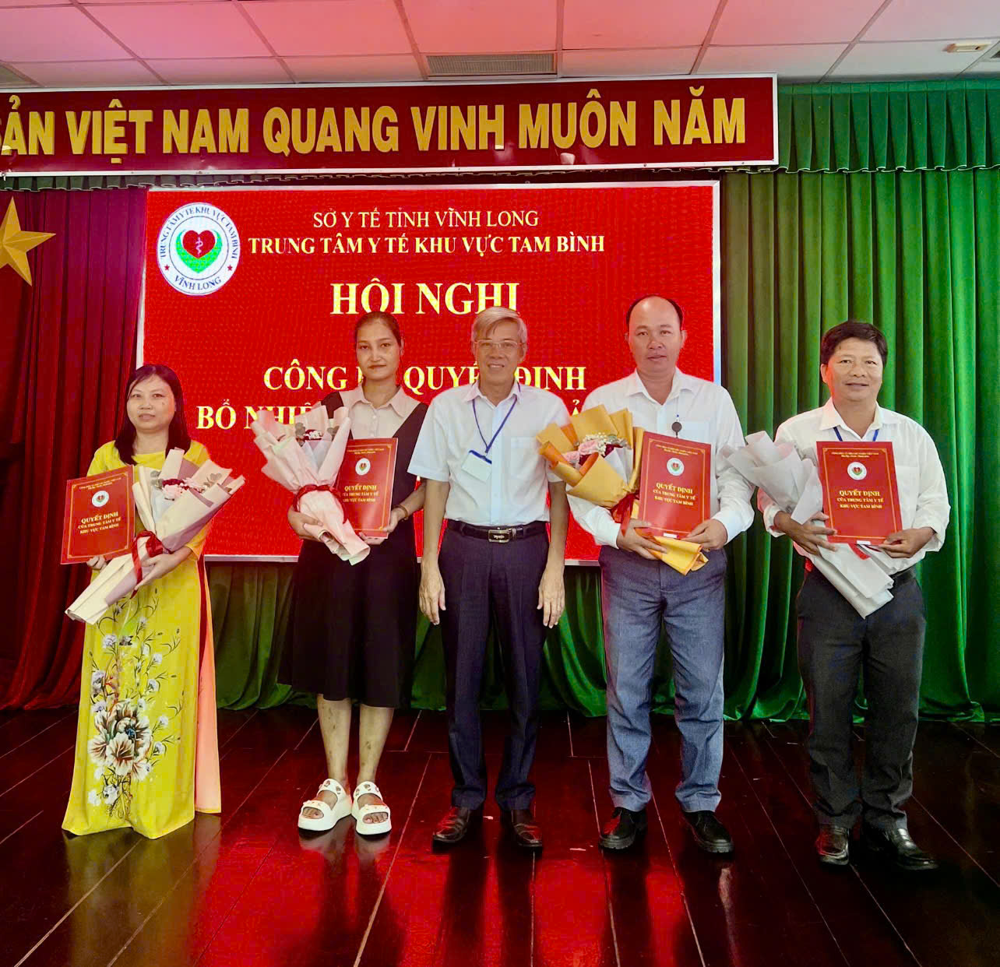 SẢN VIỆT NAM QUANG VINH MUÔN NĂM
TRUNG TÂM Y TẾ KHU VỰC TAM BÌNH
VĨNH LONG
SỞ Y TẾ TỈNH VĨNH LONG
TRUNG TÂM Y TẾ KHU VỰC TAM BÌNH
HỘI NGHỊ
CÔNG QUYẾT ĐỊNH
BỔ
QUYẾT ĐỊNH
CỦA TRUNG TÂM Y TẾ
KHU VỰC TAM BÌNH
QUYẾT ĐỊNH
CỦA TRUNG TÂM Y TẾ
KHU VỰC TAM BÌNH
QUYẾT ĐỊNH
CỦA TRUNG TÂM Y TẾ
KHU VỰC TAM BÌNH
QUYẾT ĐỊNH
CỦA TRUNG TÂM Y TẾ
KHU VỰC TAM BÌNH